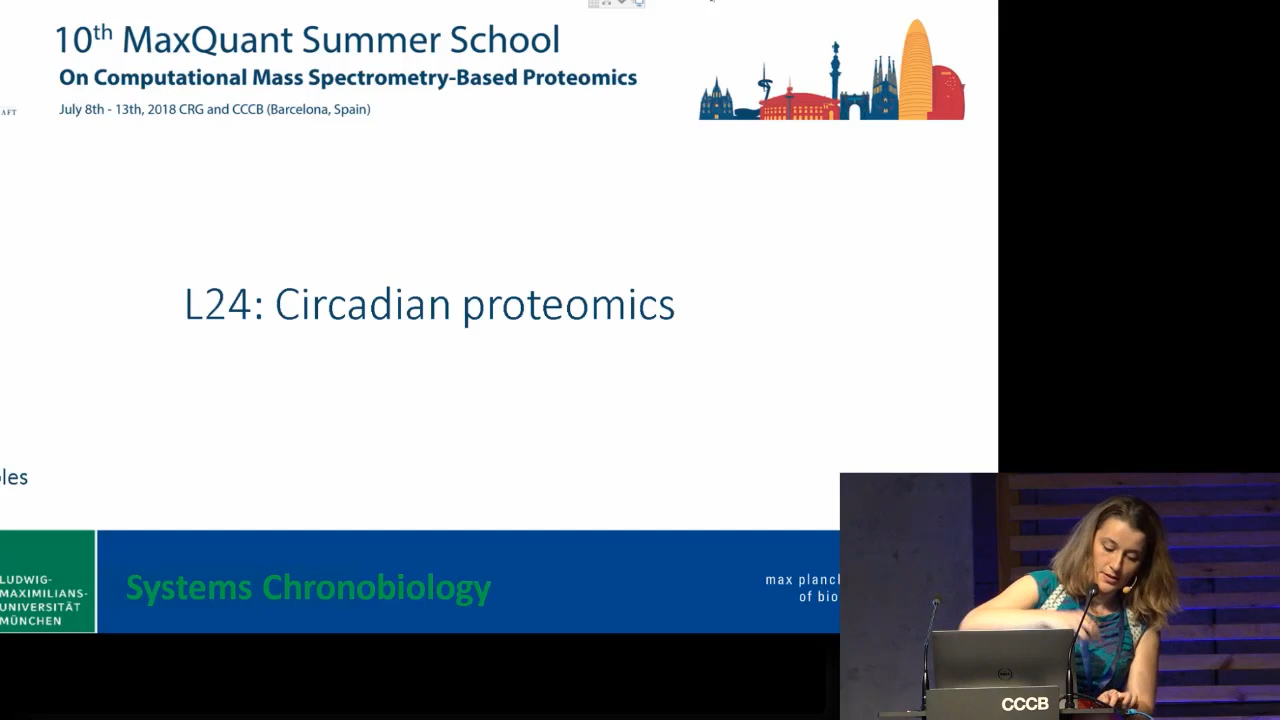 10th MaxQuant Summer School
On Computational Mass Spectrometry-Based Proteomics
July 8th - 13th, 2018 CRG and CCCB (Barcelona, Spain)
AFT
L24: Circadian proteomics
les
LUDWIG-
MAXIMILIANS-
UNIVERSITÄT
MÜNCHEN
Systems Chronobiology
max planc
of bio
CCCB